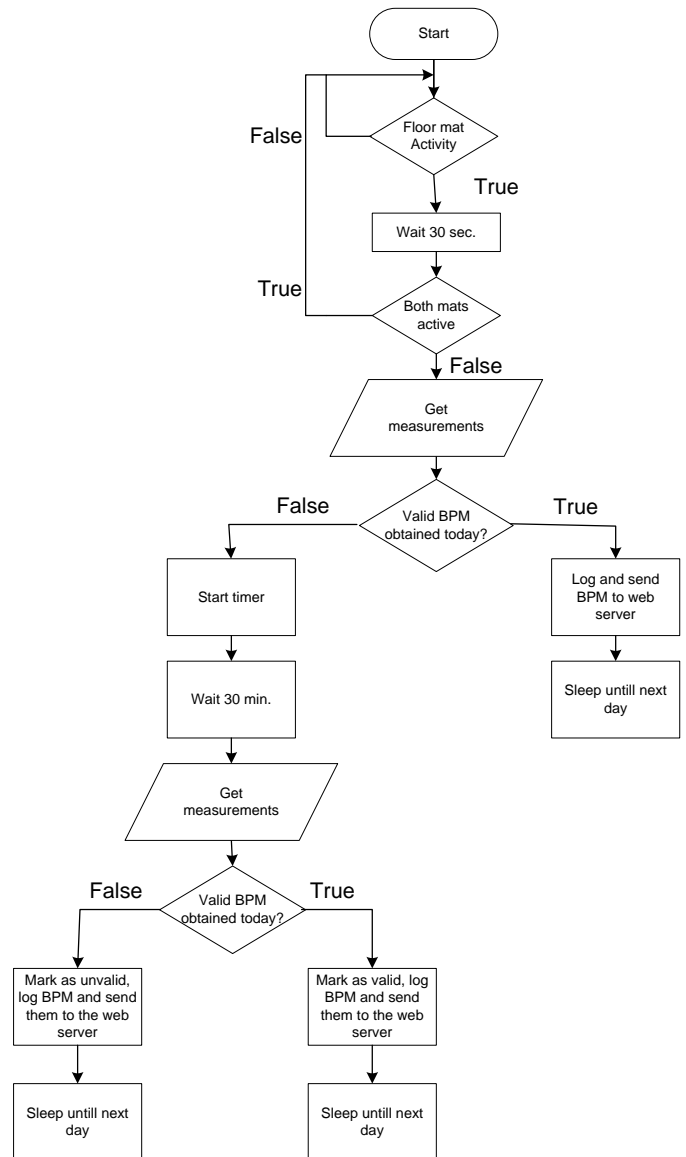 Start
False
Floor mat
Activity
True
Wait 30 sec.
True
Both mats
active
False
Get
measurements
False
Valid BPM
obtained today?
True
Start timer
Log and send
BPM to web
server
Wait 30 min.
Sleep untill next
day
Get
measurements
False
Valid BPM
obtained today?
True
Mark as unvalid,
log BPM and send
them to the web
server
Mark as valid, log
BPM and send
them to the web
server
Sleep untill next
day
Sleep untill next
day